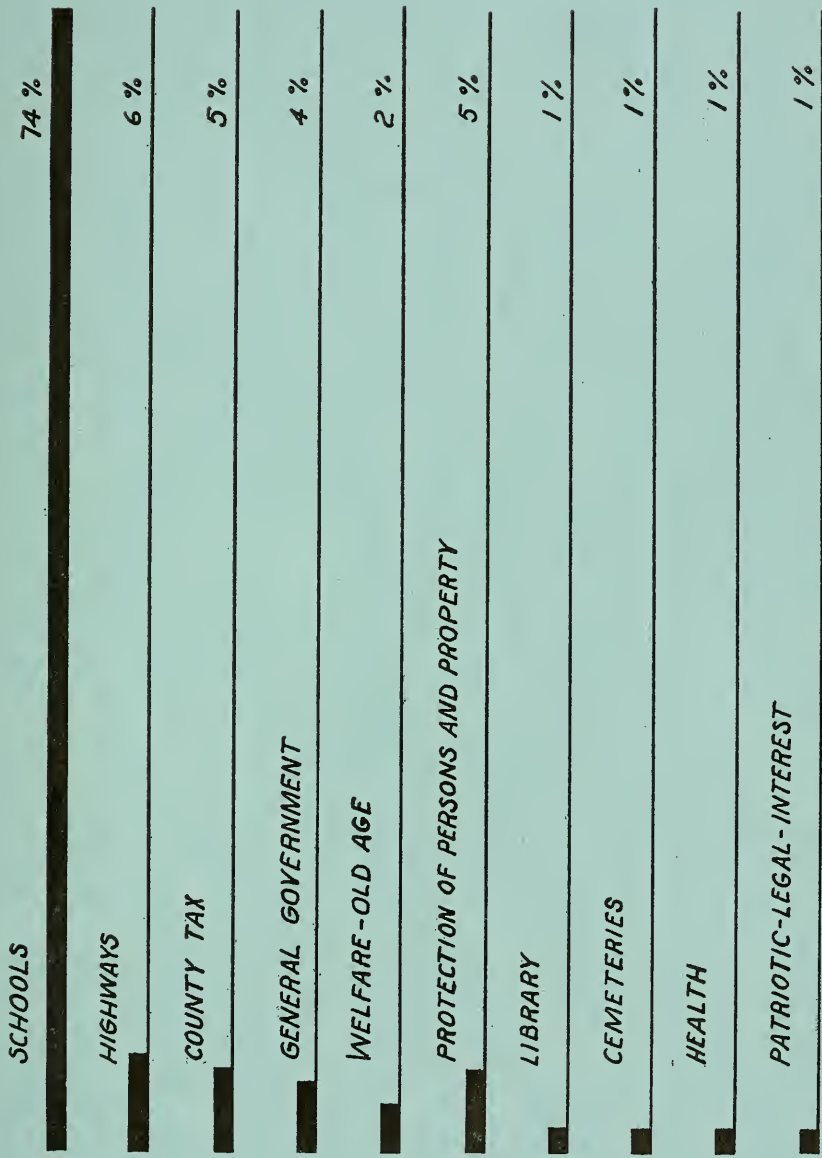 SCHOOLS 74 %
HIGHWAYS 6 %
COUNTY TAX 5 %
GENERAL GOVERNMENT 4 %
WELFARE-OLD AGE 2 %
PROTECTION OF PERSONS AND PROPERTY 5 %
LIBRARY 1 %
CEMETERIES 1 %
HEALTH 1 %
PATRIOTIC-LEGAL-INTEREST 1 %